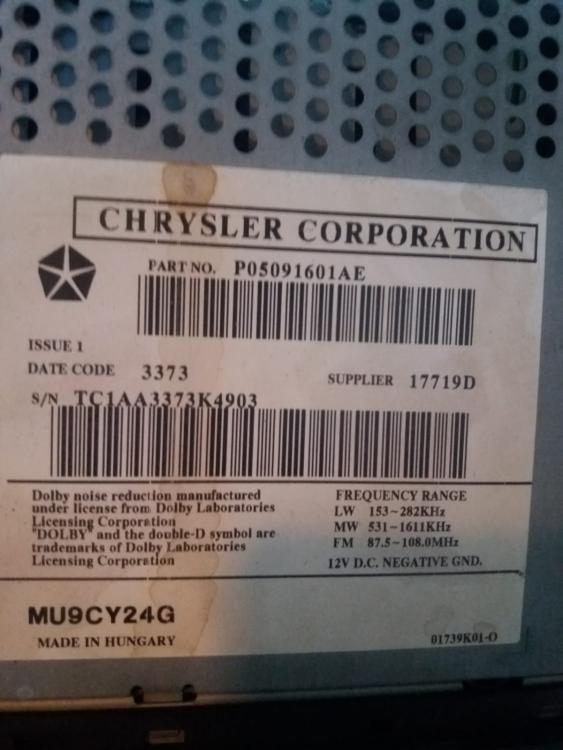 CHRYSLER CORPORATION
PART NO. P05091601AE
ISSUE 1
DATE CODE 3373
SUPPLIER 17719D
S/N TC1AA3373K4903
Dolby noise reduction manufactured
under license from Dolby Laboratories
Licensing Corporation
"DOLBY" and the double-D symbol are
trademarks of Dolby Laboratories
Licensing Corporation
FREQUENCY RANGE
LW 153~282KHz
MW 531~1611KHz
FM 87.5~108.0MHz
12V D.C. NEGATIVE GND.
MU9CY24G
MADE IN HUNGARY
01739K01-O